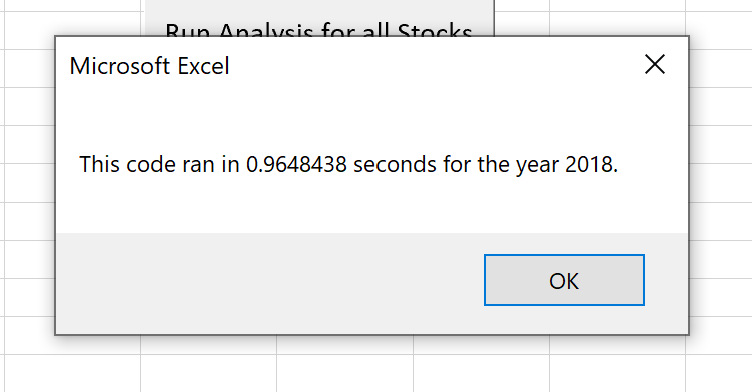 Run Analysis for all Stocks
Microsoft Excel
This code ran in 0.9648438 seconds for the year 2018.
OK